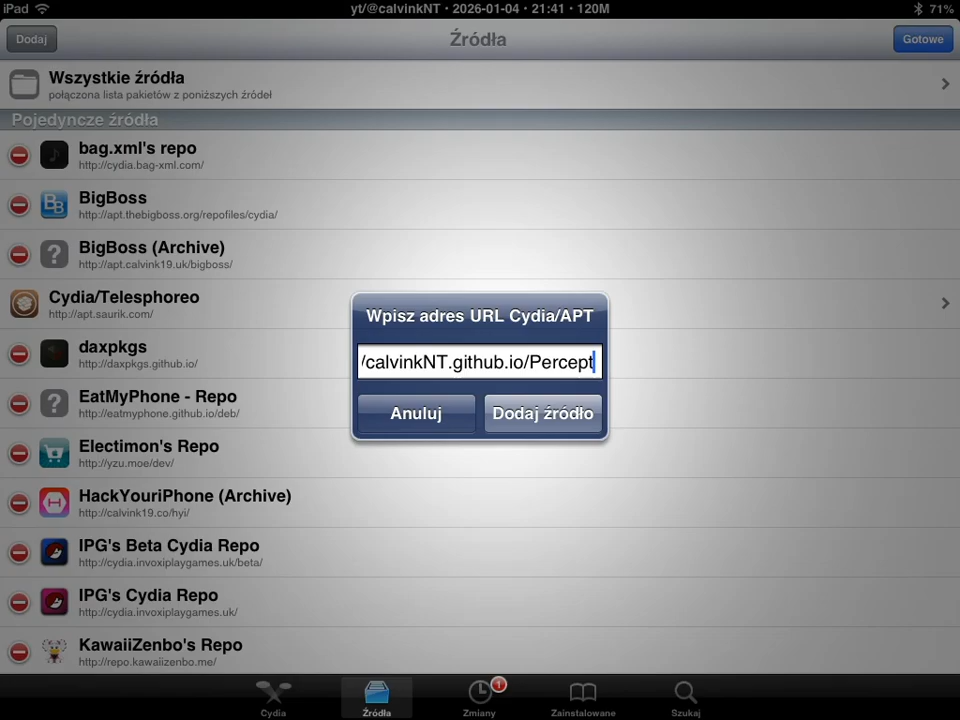 iPad yt/@calvinkNT • 2026-01-04 • 21:41 • 120M 71%
Dodaj Źródła Gotowe
Wszystkie źródła
połączona lista pakietów z poniższych źródeł
Pojedyncze źródła
bag.xml's repo
http://cydia.bag-xml.com/
BigBoss
http://apt.thebigboss.org/repofiles/cydia/
BigBoss (Archive)
http://apt.calvink19.uk/bigboss/
Cydia/Telesphoreo
http://apt.saurik.com/
daxpkgs
http://daxpkgs.github.io/
EatMyPhone - Repo
http://eatmyphone.github.io/deb/
Electimon's Repo
http://yzu.moe/dev/
HackYouriPhone (Archive)
http://calvink19.co/hyi/
IPG's Beta Cydia Repo
http://cydia.invoxiplaygames.uk/beta/
IPG's Cydia Repo
http://cydia.invoxiplaygames.uk/
KawaiiZenbo's Repo
http://repo.kawaiizenbo.me/
Wpisz adres URL Cydia/APT
/calvinkNT.github.io/Percept
Anuluj Dodaj źródło
1
Cydia Źródła Zmiany Zainstalowane Szukaj